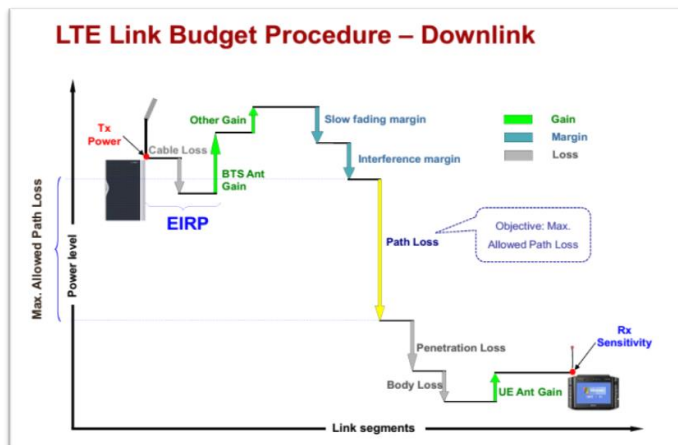 LTE Link Budget Procedure – Downlink
Tx
Power
Cable Loss
Other Gain
BTS Ant
Gain
EIRP
Slow fading margin
Interference margin
Gain
Margin
Loss
Max. Allowed Path Loss
Power level
Path Loss
Objective: Max.
Allowed Path Loss
Penetration Loss
Body Loss
UE Ant Gain
Rx
Sensitivity
Link segments